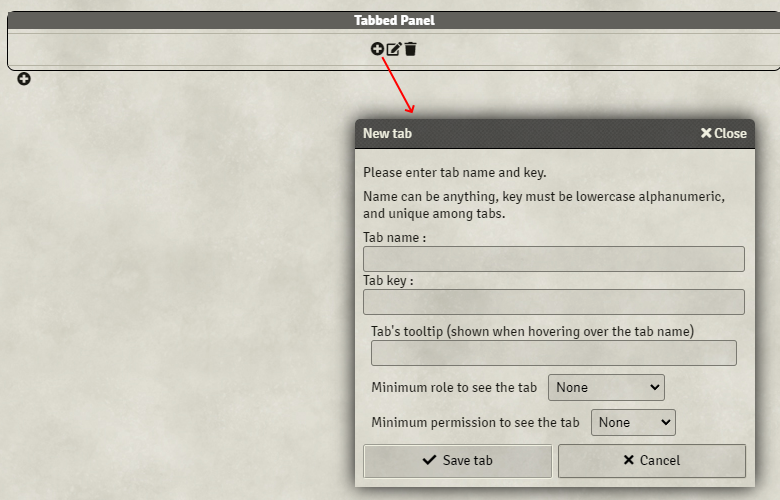 Tabbed Panel
New tab
Close
Please enter tab name and key.
Name can be anything, key must be lowercase alphanumeric,
and unique among tabs.
Tab name :
Tab key :
Tab's tooltip (shown when hovering over the tab name)
Minimum role to see the tab None
Minimum permission to see the tab None
Save tab
Cancel